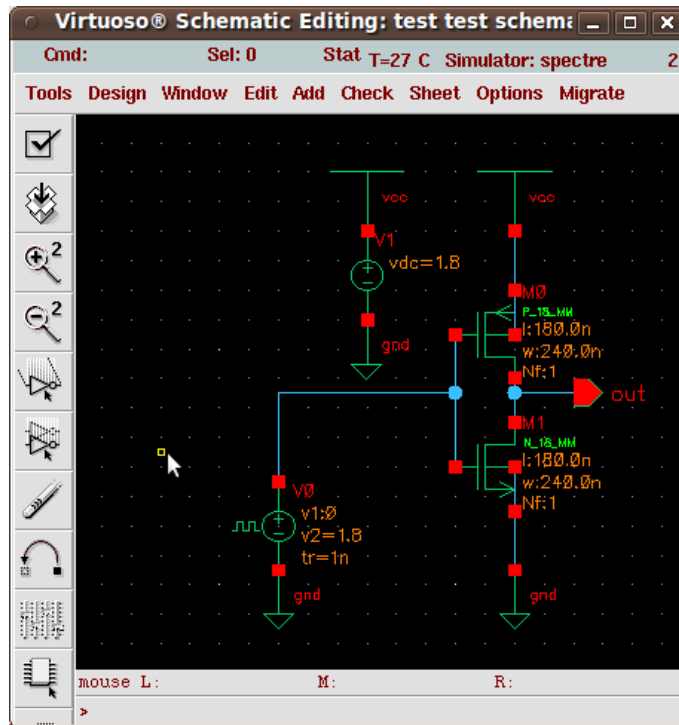 Virtuoso® Schematic Editing: test test schema
Cmd: Sel: 0 Stat T=27 C Simulator: spectre 2
Tools Design Window Edit Add Check Sheet Options Migrate
2
2
vcc vcc
V1
vdc=1.8
gnd
M0
P_18_MM
l:180.0n
w:240.0n
Nf:1
out
M1
N_18_MM
l:180.0n
w:240.0n
Nf:1
V0
v1:0
v2=1.8
tr=1n
gnd gnd
mouse L: M: R:
>